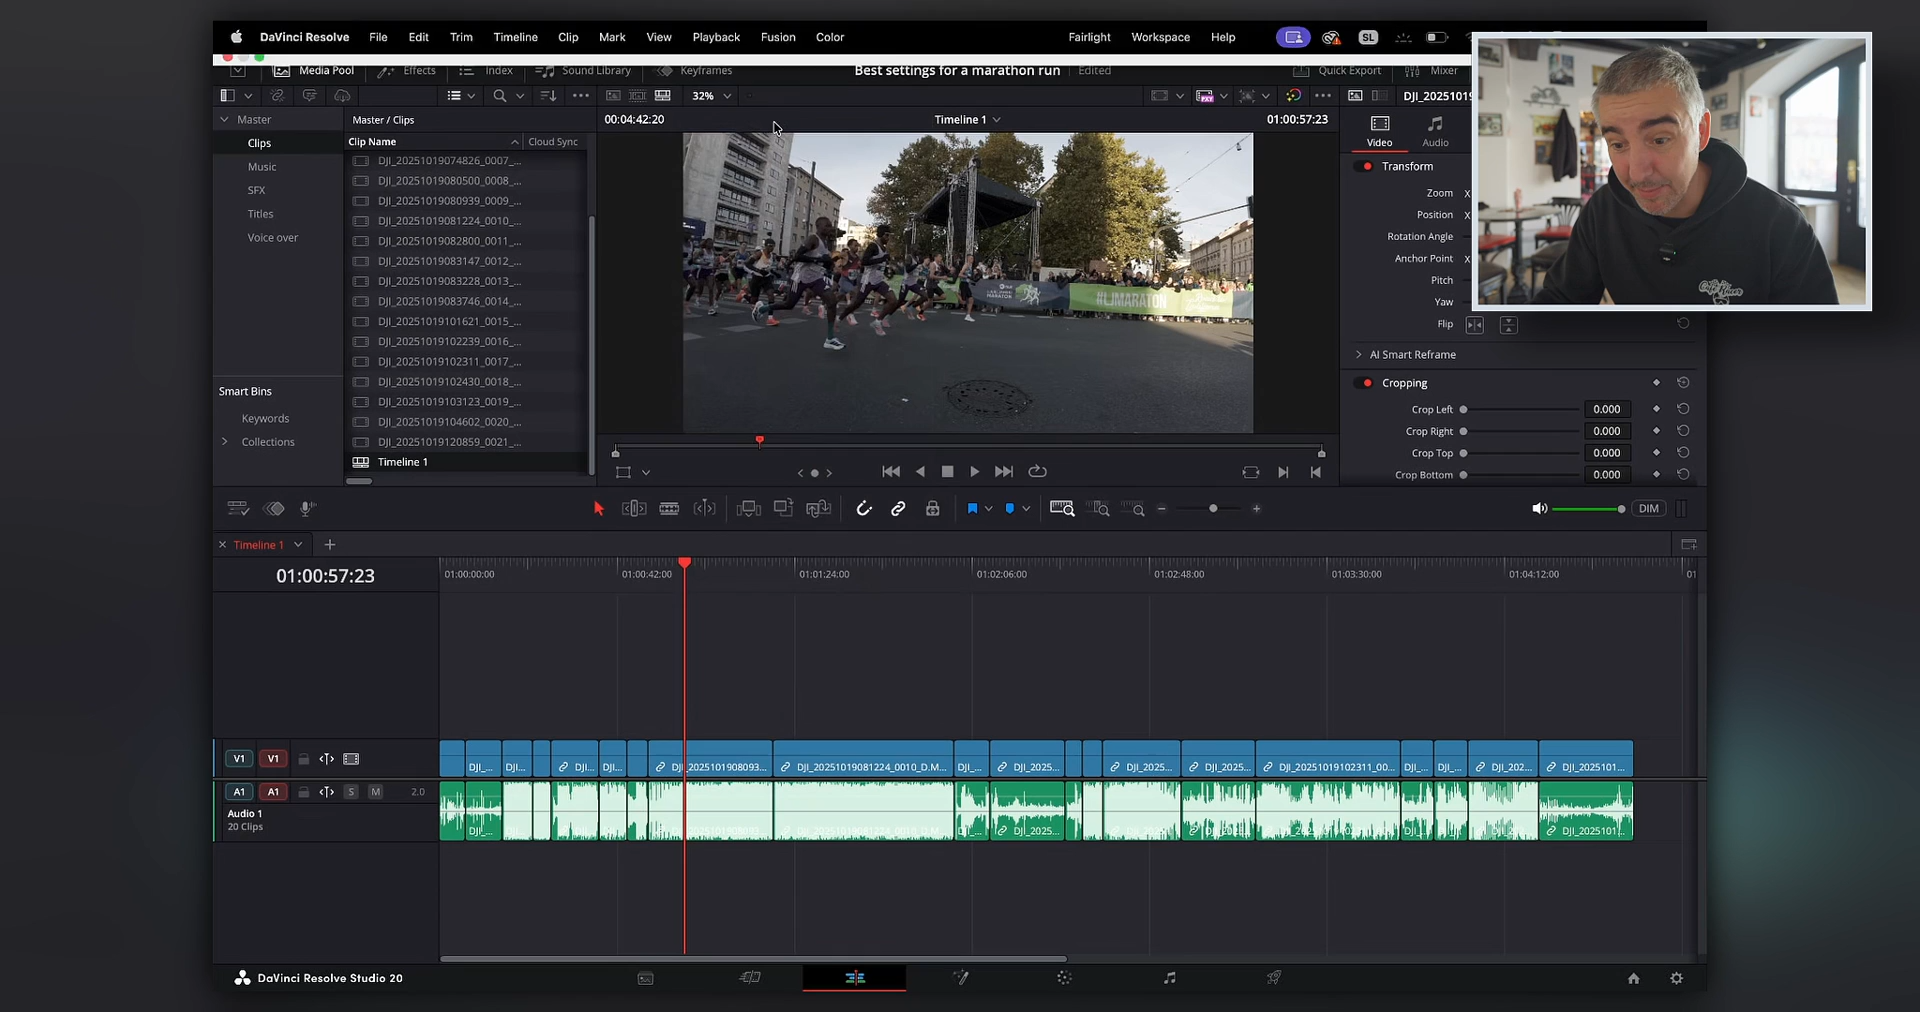 DaVinci Resolve File Edit Trim Timeline Clip Mark View Playback Fusion Color Fairlight Workspace Help SL
Media Pool Effects Index Sound Library Keyframes Best settings for a marathon run Edited Quick Export Mixer
32% DJI_2025101
Master Master / Clips 00:04:42:20 Timeline 1 01:00:57:23
Clips Clip Name Cloud Sync Video Audio
Music
SFX
Titles
Voice over
DJI_20251019074826_0007_...
DJI_20251019080500_0008_...
DJI_20251019080939_0009_...
DJI_20251019081224_0010_...
DJI_20251019082800_0011_...
DJI_20251019083147_0012_...
DJI_20251019083228_0013_...
DJI_20251019083746_0014_...
DJI_20251019101621_0015_...
DJI_20251019102239_0016_...
DJI_20251019102311_0017_...
DJI_20251019102430_0018_...
DJI_20251019103123_0019_...
DJI_20251019104602_0020_...
DJI_20251019120859_0021_...
Timeline 1
Smart Bins
Keywords
Collections
#LJMARATON
Transform
Zoom X
Position X
Rotation Angle
Anchor Point X
Pitch
Yaw
Flip
AI Smart Reframe
Cropping
Crop Left 0.000
Crop Right 0.000
Crop Top 0.000
Crop Bottom 0.000
DIM
Timeline 1
01:00:57:23 01:00:00:00 01:00:42:00 01:01:24:00 01:02:06:00 01:02:48:00 01:03:30:00 01:04:12:00 01
V1 V1 DJI_... DJI... DJI... DJI... DJI_2025101908093... DJI_20251019081224_0010_D.M... DJI_... DJI_2025... DJI_2025... DJI_2025... DJI_20251019102311_00... DJI_... DJI_... DJI_202... DJI_202501...
A1 A1 S M 2.0
Audio 1
20 Clips
DaVinci Resolve Studio 20